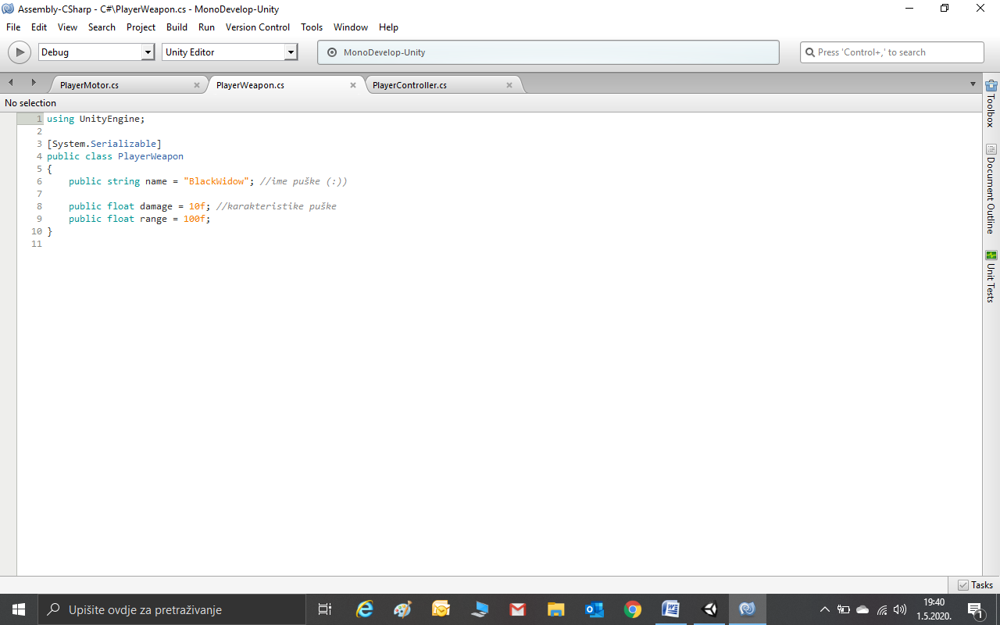 Assembly-CSharp - C#\PlayerWeapon.cs - MonoDevelop-Unity
File Edit View Search Project Build Run Version Control Tools Window Help
Debug Unity Editor MonoDevelop-Unity Press 'Control+,' to search
PlayerMotor.cs PlayerWeapon.cs PlayerController.cs
No selection
1 using UnityEngine;
2
3 [System.Serializable]
4 public class PlayerWeapon
5 {
6 public string name = "BlackWidow"; //ime puške (:))
7
8 public float damage = 10f; //karakteristike puške
9 public float range = 100f;
10 }
11
Toolbox
Document Outline
Unit Tests
Tasks
Upišite ovdje za pretraživanje
19:40
1.5.2020.
1